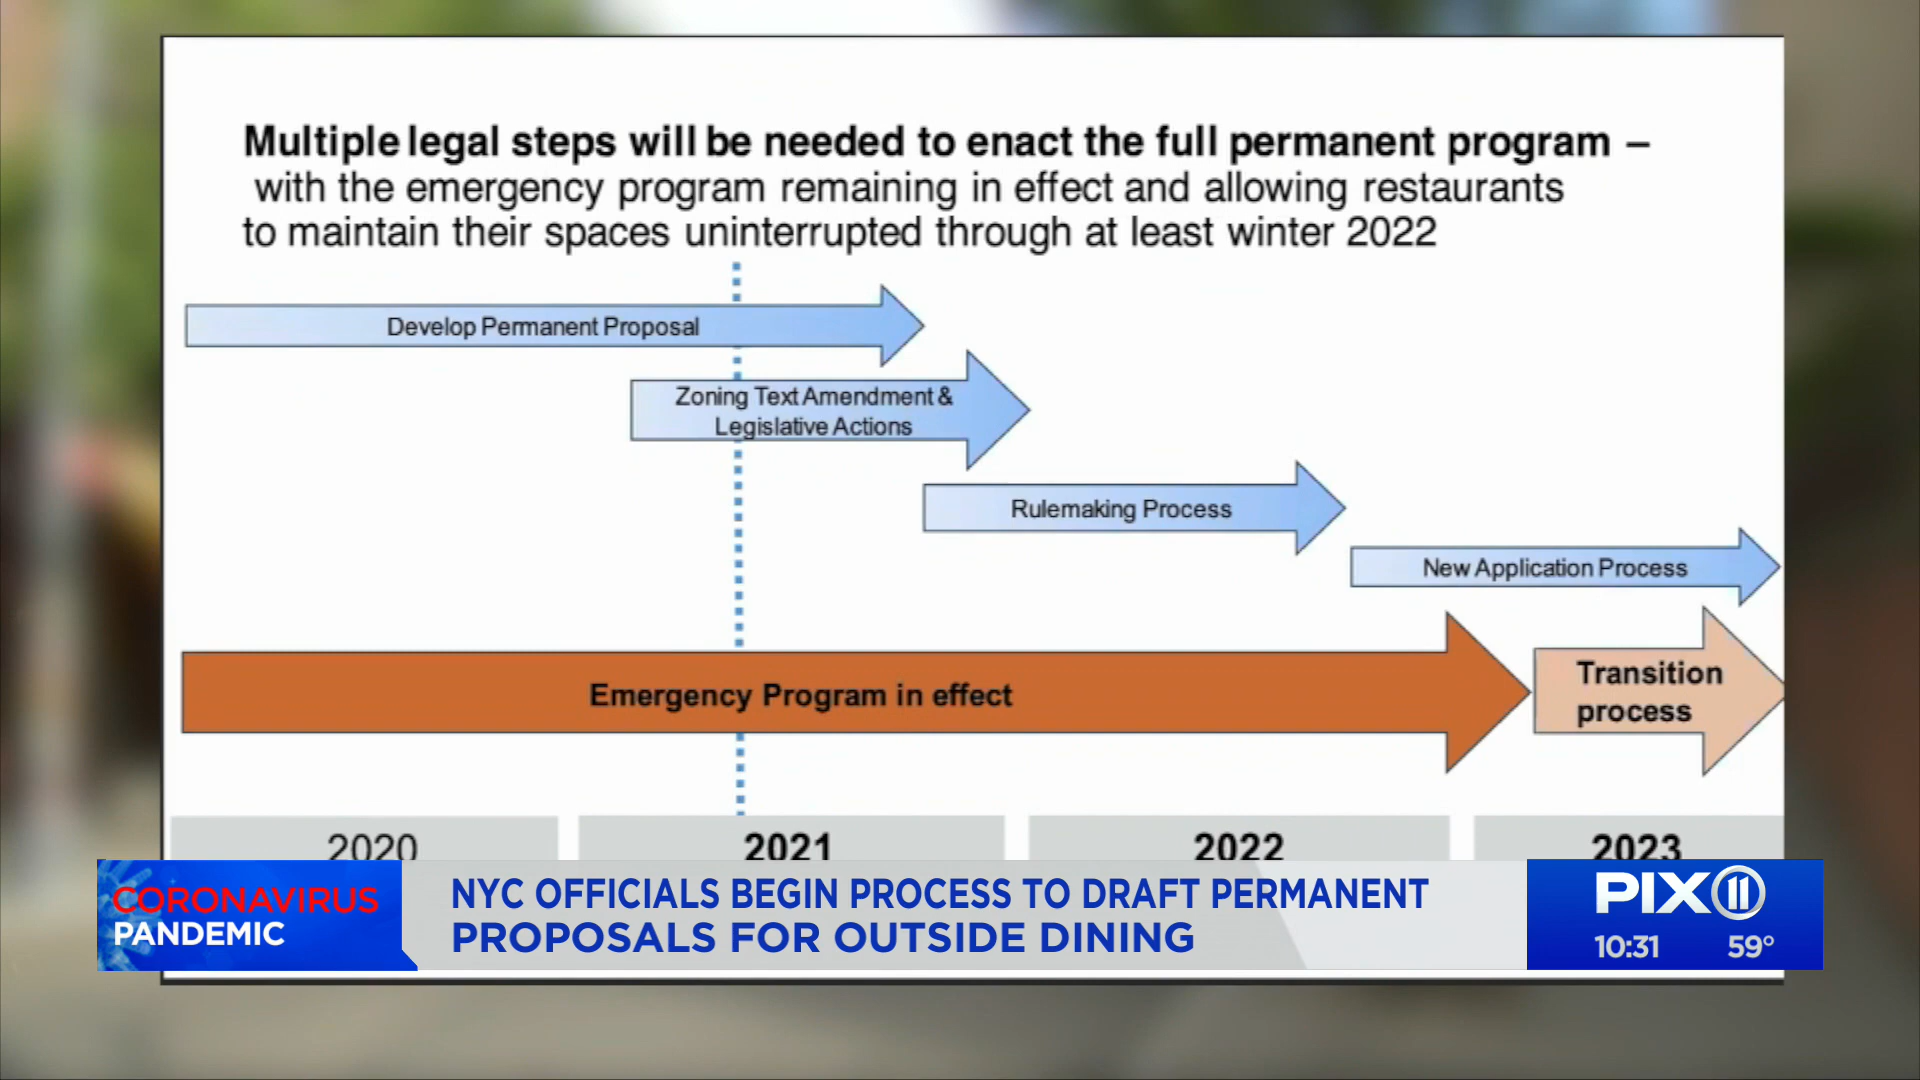 Multiple legal steps will be needed to enact the full permanent program –
with the emergency program remaining in effect and allowing restaurants
to maintain their spaces uninterrupted through at least winter 2022
Develop Permanent Proposal
Zoning Text Amendment &
Legislative Actions
Rulemaking Process
New Application Process
Emergency Program in effect
Transition
process
2020
2021
2022
2023
CORONAVIRUS
PANDEMIC
NYC OFFICIALS BEGIN PROCESS TO DRAFT PERMANENT
PROPOSALS FOR OUTSIDE DINING
PIX 11
10:31 59°